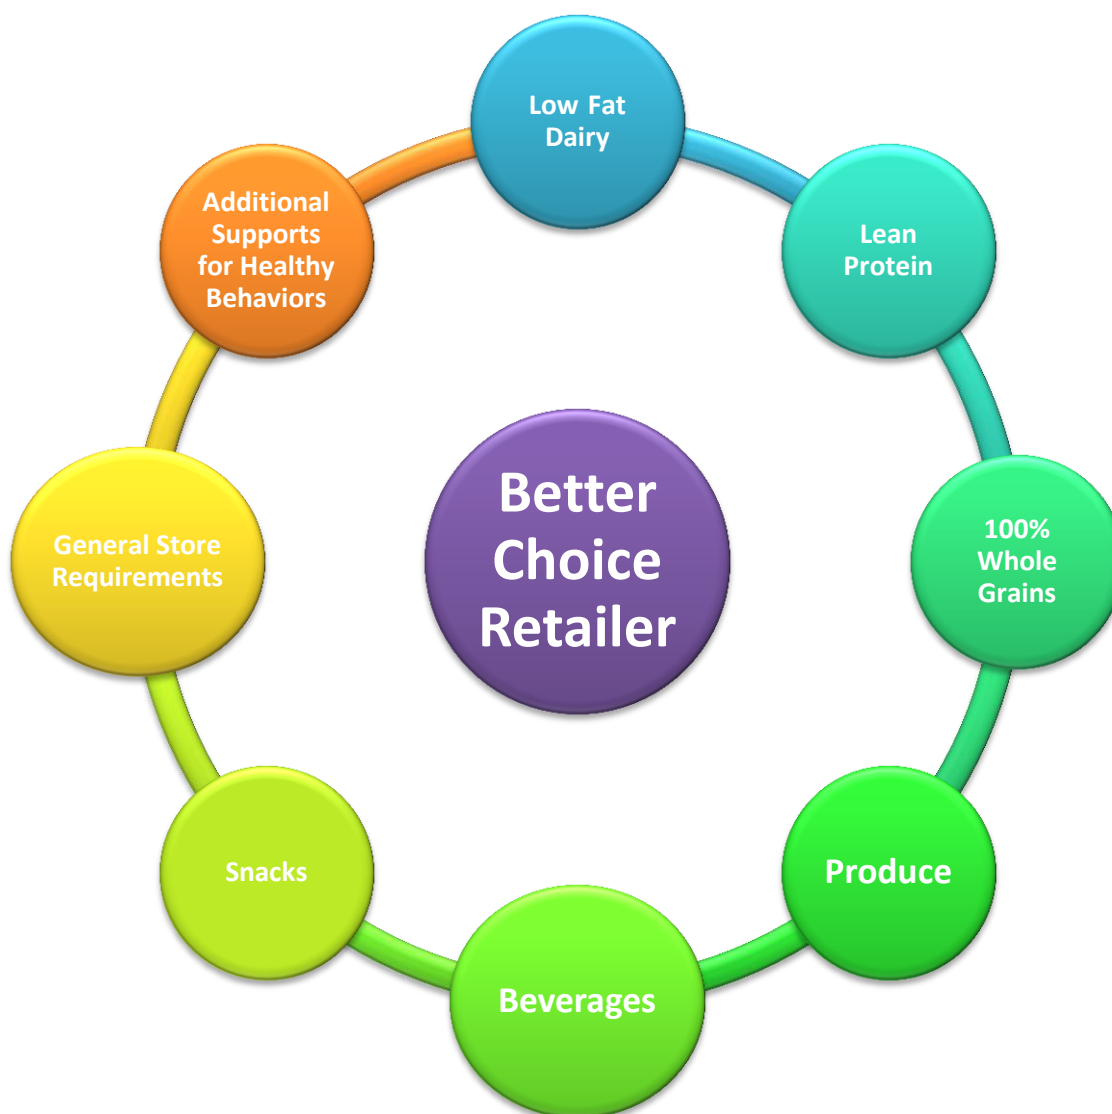 Low Fat
Dairy
Lean
Protein
100%
Whole
Grains
Produce
Beverages
Snacks
General Store
Requirements
Additional
Supports
for Healthy
Behaviors
Better
Choice
Retailer